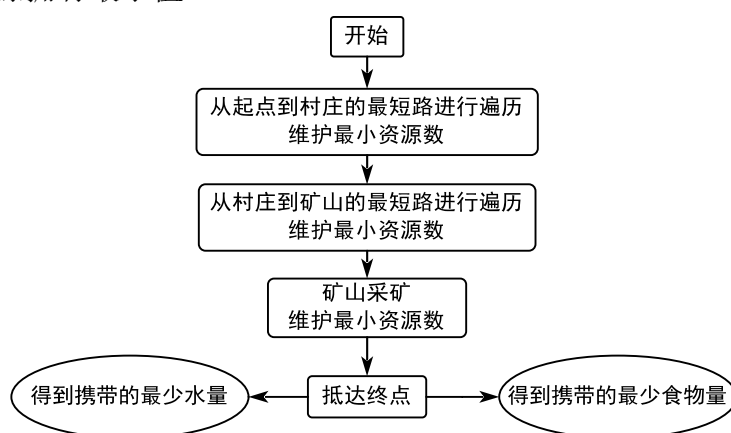 开始
从起点到村庄的最短路进行遍历
维护最小资源数
从村庄到矿山的最短路进行遍历
维护最小资源数
矿山采矿
维护最小资源数
得到携带的最少水量
抵达终点
得到携带的最少食物量